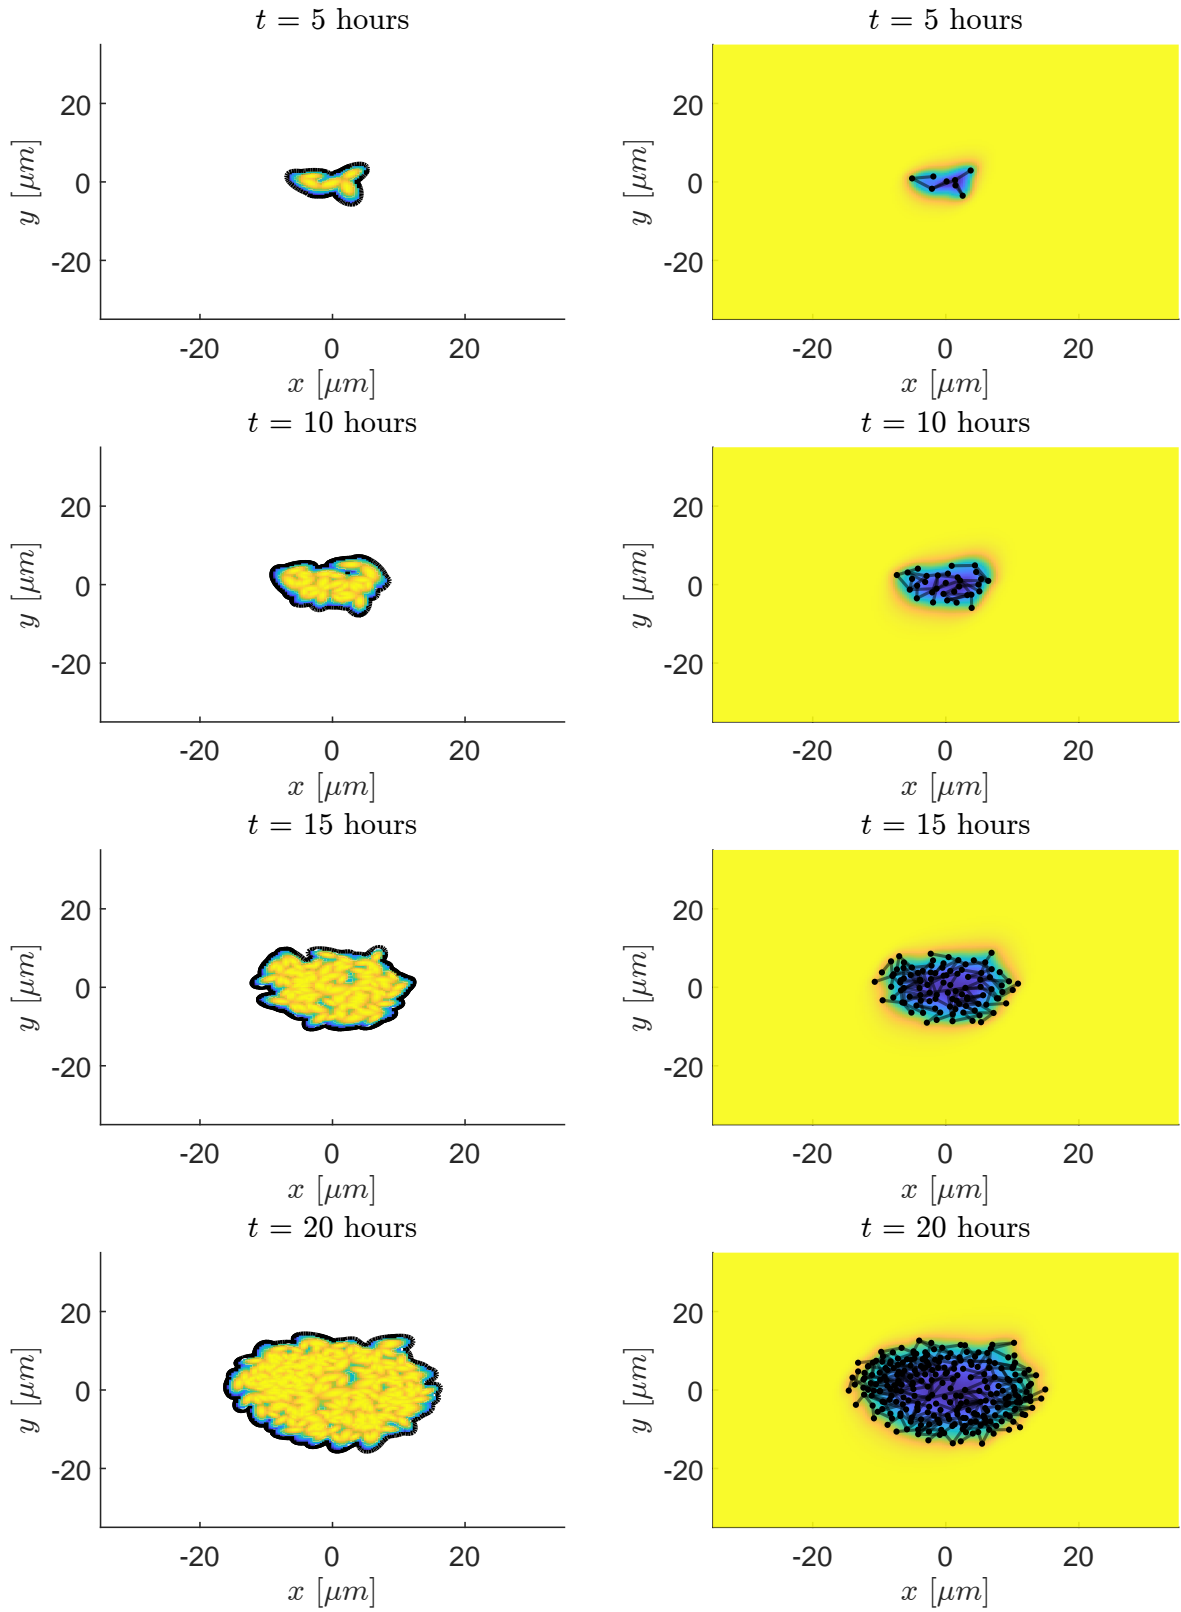 t = 5 hours
20
0
-20
y [μm]
-20 0 20
x [μm]
t = 5 hours
20
0
-20
y [μm]
-20 0 20
x [μm]
t = 10 hours
20
0
-20
y [μm]
-20 0 20
x [μm]
t = 10 hours
20
0
-20
y [μm]
-20 0 20
x [μm]
t = 15 hours
20
0
-20
y [μm]
-20 0 20
x [μm]
t = 15 hours
20
0
-20
y [μm]
-20 0 20
x [μm]
t = 20 hours
20
0
-20
y [μm]
-20 0 20
x [μm]
t = 20 hours
20
0
-20
y [μm]
-20 0 20
x [μm]